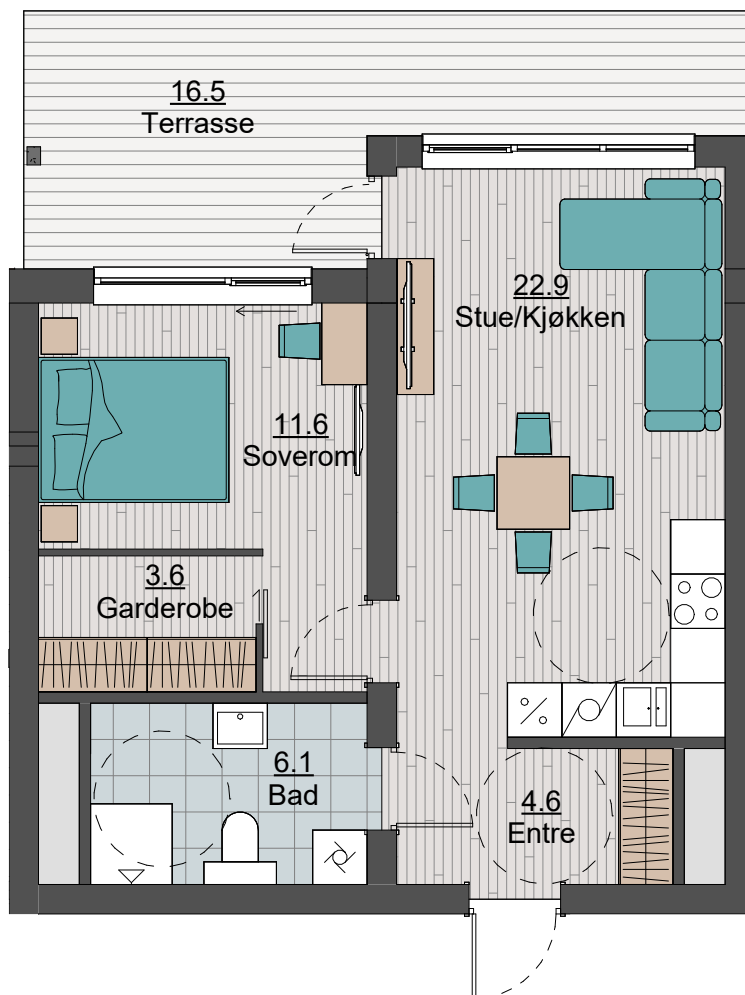 16.5
Terrasse
22.9
Stue/Kjøkken
11.6
Soverom
3.6
Garderobe
6.1
Bad
4.6
Entre